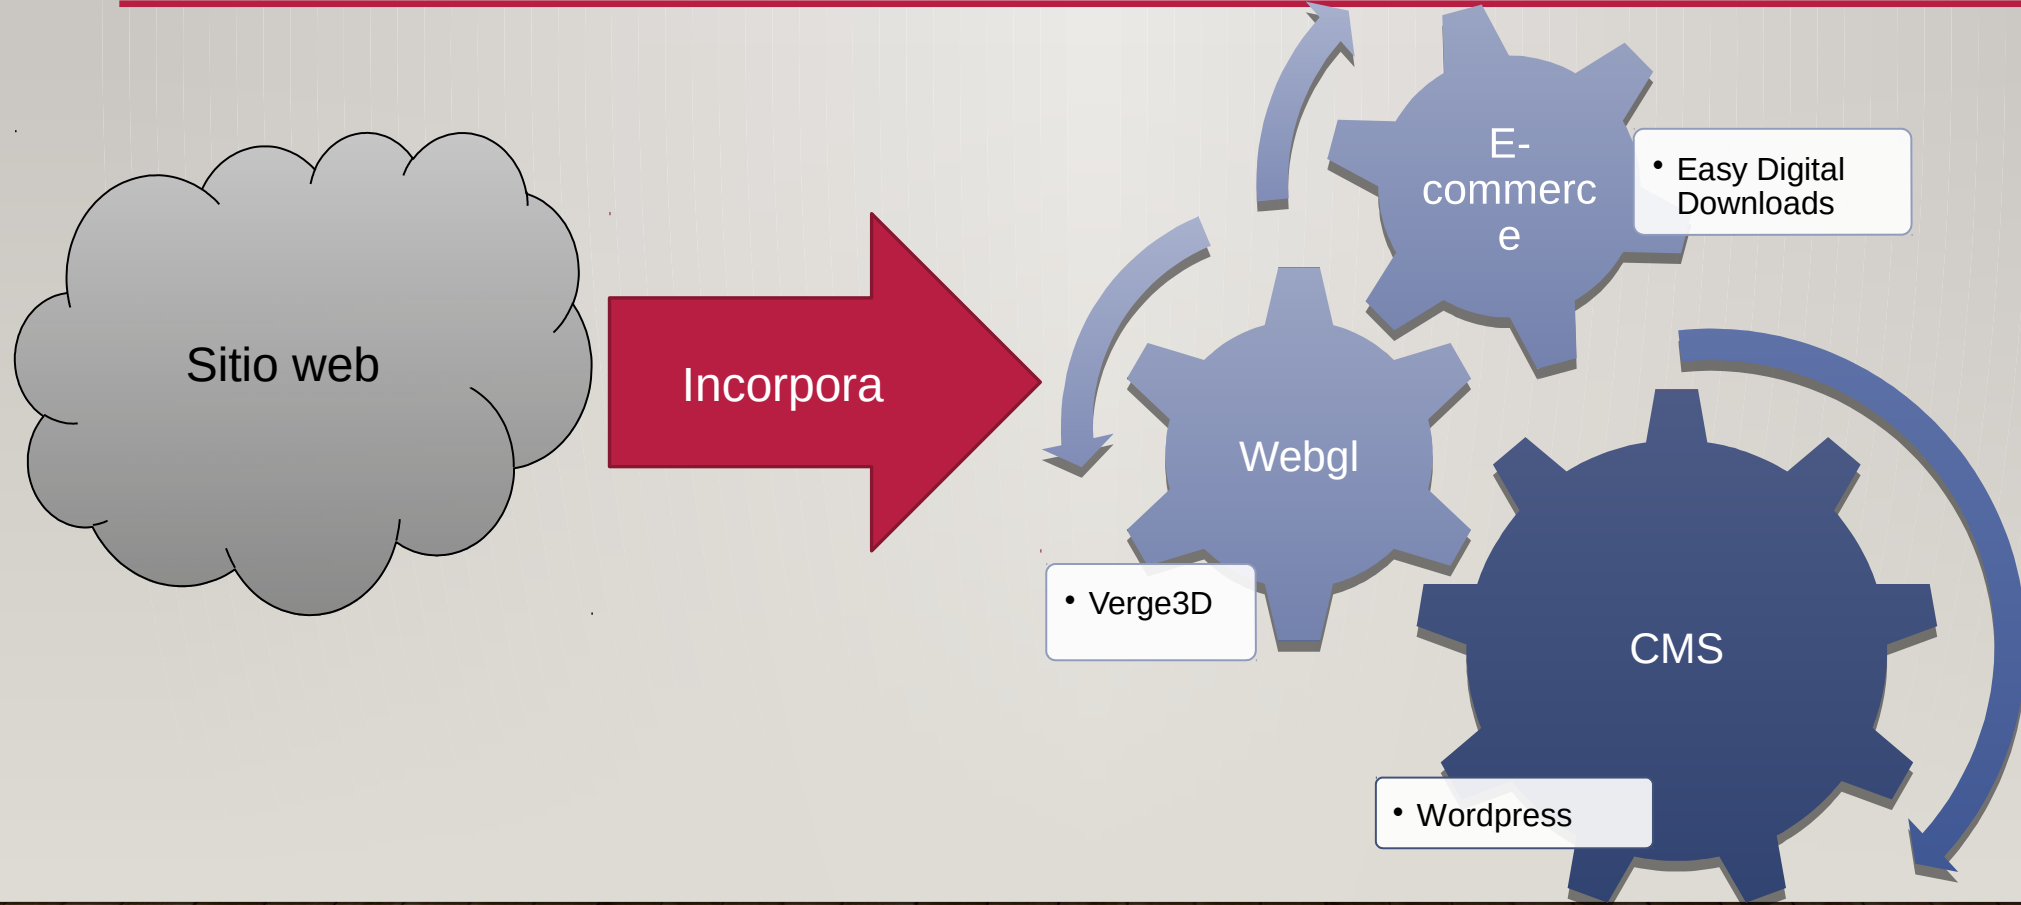 Sitio web
Incorpora
E-
commerc
e
• Easy Digital
Downloads
Webgl
• Verge3D
CMS
• Wordpress